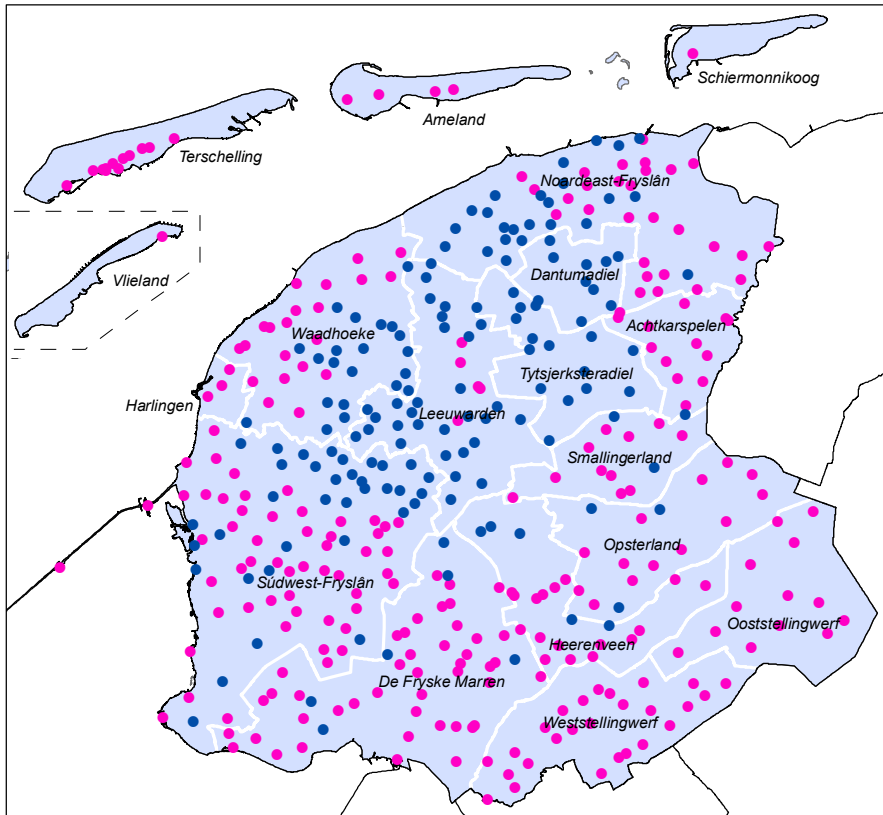 Schiermonnikoog
Ameland
Terschelling
Noardeast-Fryslân
Vlieland
Dantumadiel
Waadhoeke
Achtkarspelen
Tytsjerksteradiel
Harlingen
Leeuwarden
Smallingerland
Opsterland
Súdwest-Fryslân
Ooststellingwerf
Heerenveen
De Fryske Marren
Weststellingwerf